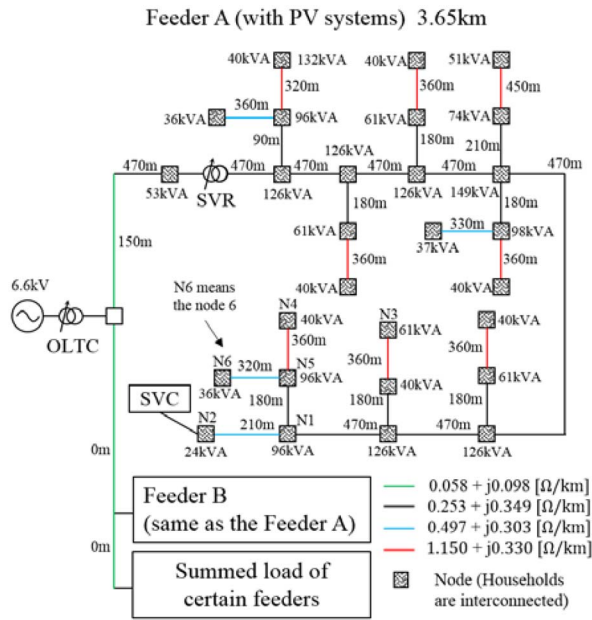 Feeder A (with PV systems) 3.65km
40kVA 132kVA 40kVA 51kVA
320m 360m 450m
360m
36kVA 96kVA 61kVA 74kVA
90m 126kVA 180m 210m
470m 470m 470m 470m 470m 470m
53kVA SVR 126kVA 126kVA 149kVA
180m 180m
150m
61kVA 330m 98kVA
37kVA
360m 360m
6.6kV
N6 means
the node 6
40kVA 40kVA
OLTC
N4 N3
40kVA 61kVA 40kVA
360m 360m 360m
N6 320m N5
36kVA 96kVA 40kVA 61kVA
SVC
180m 180m 180m
N2 210m N1 470m 470m
24kVA 96kVA 126kVA 126kVA
0m
Feeder B
(same as the Feeder A)
0m
Summed load of
certain feeders
0.058 + j0.098 [Ω/km]
0.253 + j0.349 [Ω/km]
0.497 + j0.303 [Ω/km]
1.150 + j0.330 [Ω/km]
Node (Households
are interconnected)